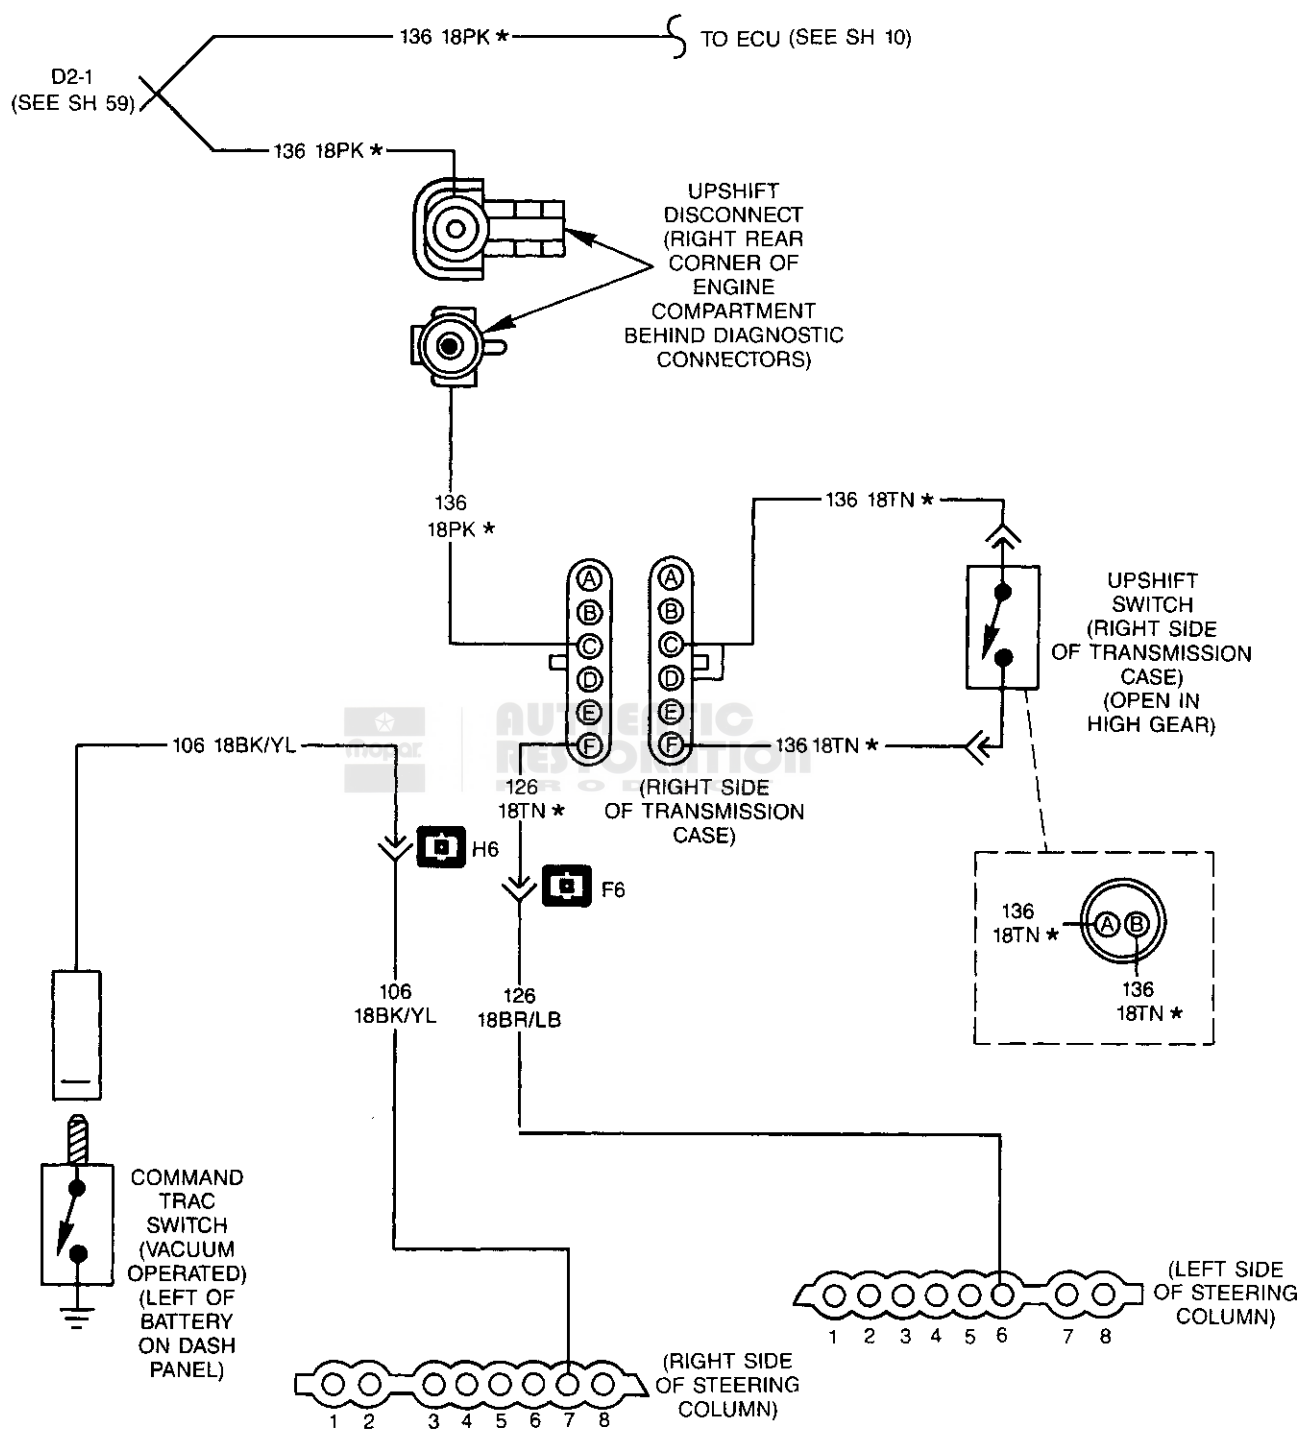 136 18PK *
TO ECU (SEE SH 10)
D2-1
(SEE SH 59)
136 18PK *
UPSHIFT
DISCONNECT
(RIGHT REAR
CORNER OF
ENGINE
COMPARTMENT
BEHIND DIAGNOSTIC
CONNECTORS)
136
18PK *
136 18TN *
A
B
C
D
E
F
A
B
C
D
E
F
UPSHIFT
SWITCH
(RIGHT SIDE
OF TRANSMISSION
CASE)
(OPEN IN
HIGH GEAR)
Mopar
AUTHENTIC
RESTORATION
PRODUCT
106 18BK/YL
136 18TN *
126
18TN *
(RIGHT SIDE
OF TRANSMISSION
CASE)
H6
F6
136
18TN *
A
B
136
18TN *
106
18BK/YL
126
18BR/LB
COMMAND
TRAC
SWITCH
(VACUUM
OPERATED)
(LEFT OF
BATTERY
ON DASH
PANEL)
(LEFT SIDE
OF STEERING
COLUMN)
1 2 3 4 5 6 7 8
(RIGHT SIDE
OF STEERING
COLUMN)
1 2 3 4 5 6 7 8